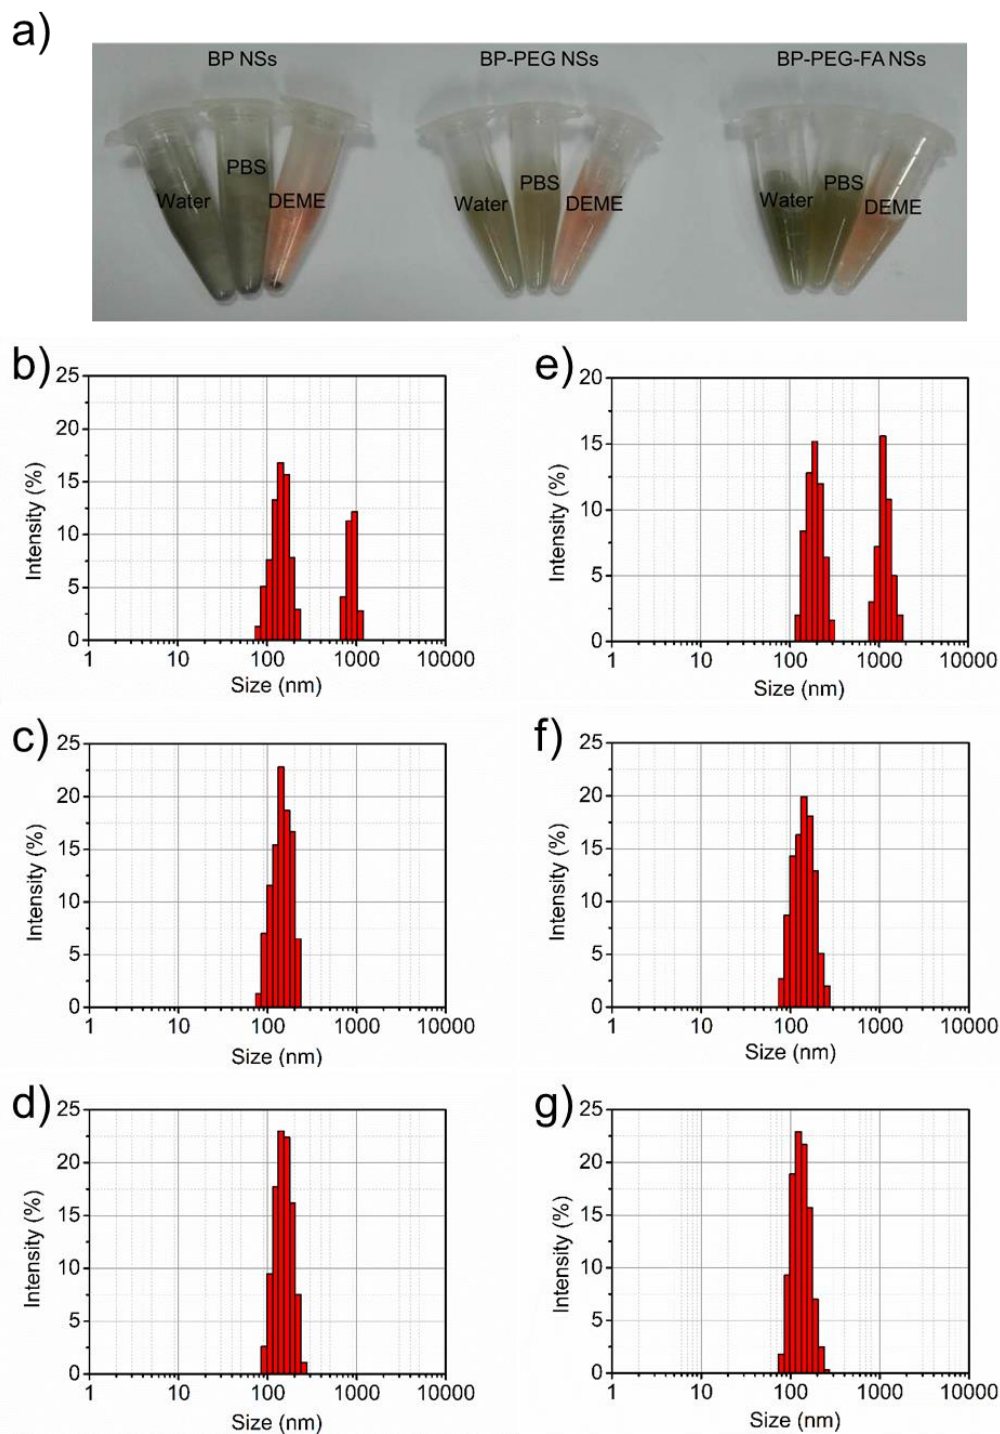 a)
BP NSs BP-PEG NSs BP-PEG-FA NSs
Water PBS DEME Water PBS DEME Water PBS DEME
b)
25
20
15
10
5
0
Intensity (%)
1 10 100 1000 10000
Size (nm)
e)
20
15
10
5
0
Intensity (%)
1 10 100 1000 10000
Size (nm)
c)
25
20
15
10
5
0
Intensity (%)
1 10 100 1000 10000
Size (nm)
f)
25
20
15
10
5
0
Intensity (%)
1 10 100 1000 10000
Size (nm)
d)
25
20
15
10
5
0
Intensity (%)
1 10 100 1000 10000
Size (nm)
g)
25
20
15
10
5
0
Intensity (%)
1 10 100 1000 10000
Size (nm)